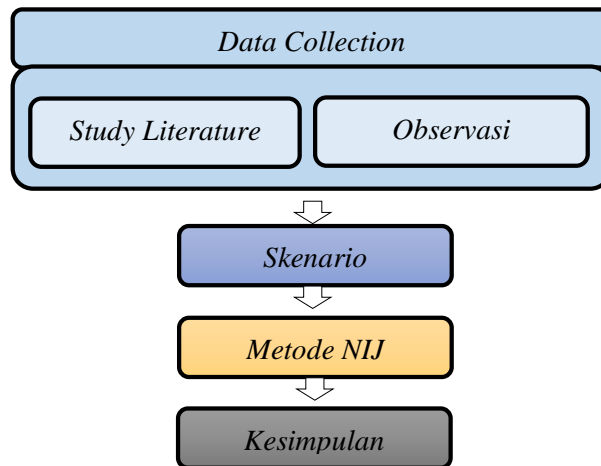 Data Collection
Study Literature
Observasi
Skenario
Metode NIJ
Kesimpulan